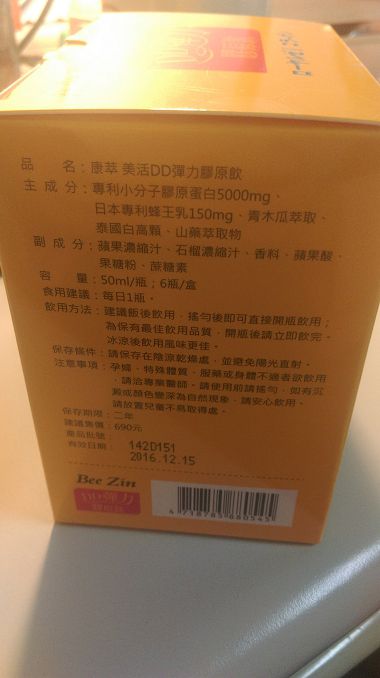 品 名：康萃 美活DD彈力膠原飲
主 成 分：專利小分子膠原蛋白5000mg、
日本專利蜂王乳150mg、青木瓜萃取、
泰國白高顆、山藥萃取物
副 成 分：蘋果濃縮汁、石榴濃縮汁、香料、蘋果酸、
果糖粉、蔗糖素
容 量：50ml/瓶；6瓶/盒
食用建議：每日1瓶。
飲用方法：建議飯後飲用，搖勻後即可直接開瓶飲用；
為保有最佳飲用品質，開瓶後請立即飲完。
冰涼後飲用風味更佳。
保存條件：請保存在陰涼乾燥處，並避免陽光直射。
注意事項：孕婦、特殊體質、服藥或身體不適者欲飲用
，請洽專業醫師。請使用前請搖勻，如有沉
澱或顏色變深為自然現象，請安心飲用。
請放置兒童不易取得處。
保存期限：二年
建議售價：690元
產品批號：
有效日期：
142D151
2016.12.15
Bee Zin
DD彈力
膠原飲
4 718785 660545